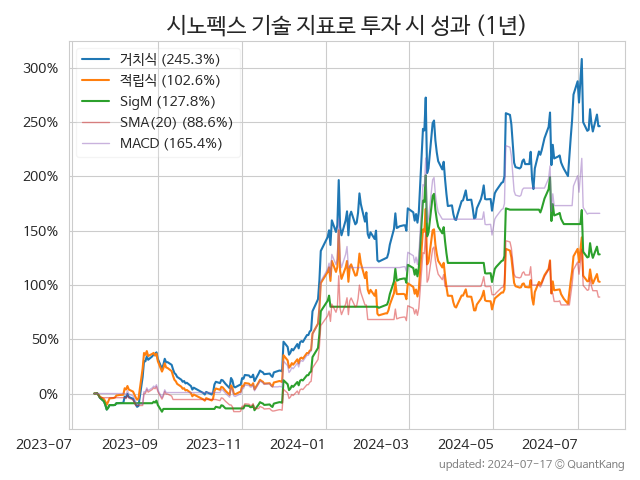 시노펙스 기술 지표로 투자 시 성과 (1년)
거치식 (245.3%)
적립식 (102.6%)
SigM (127.8%)
SMA(20) (88.6%)
MACD (165.4%)
300%
250%
200%
150%
100%
50%
0%
2023-07 2023-09 2023-11 2024-01 2024-03 2024-05 2024-07
updated: 2024-07-17 © QuantKang